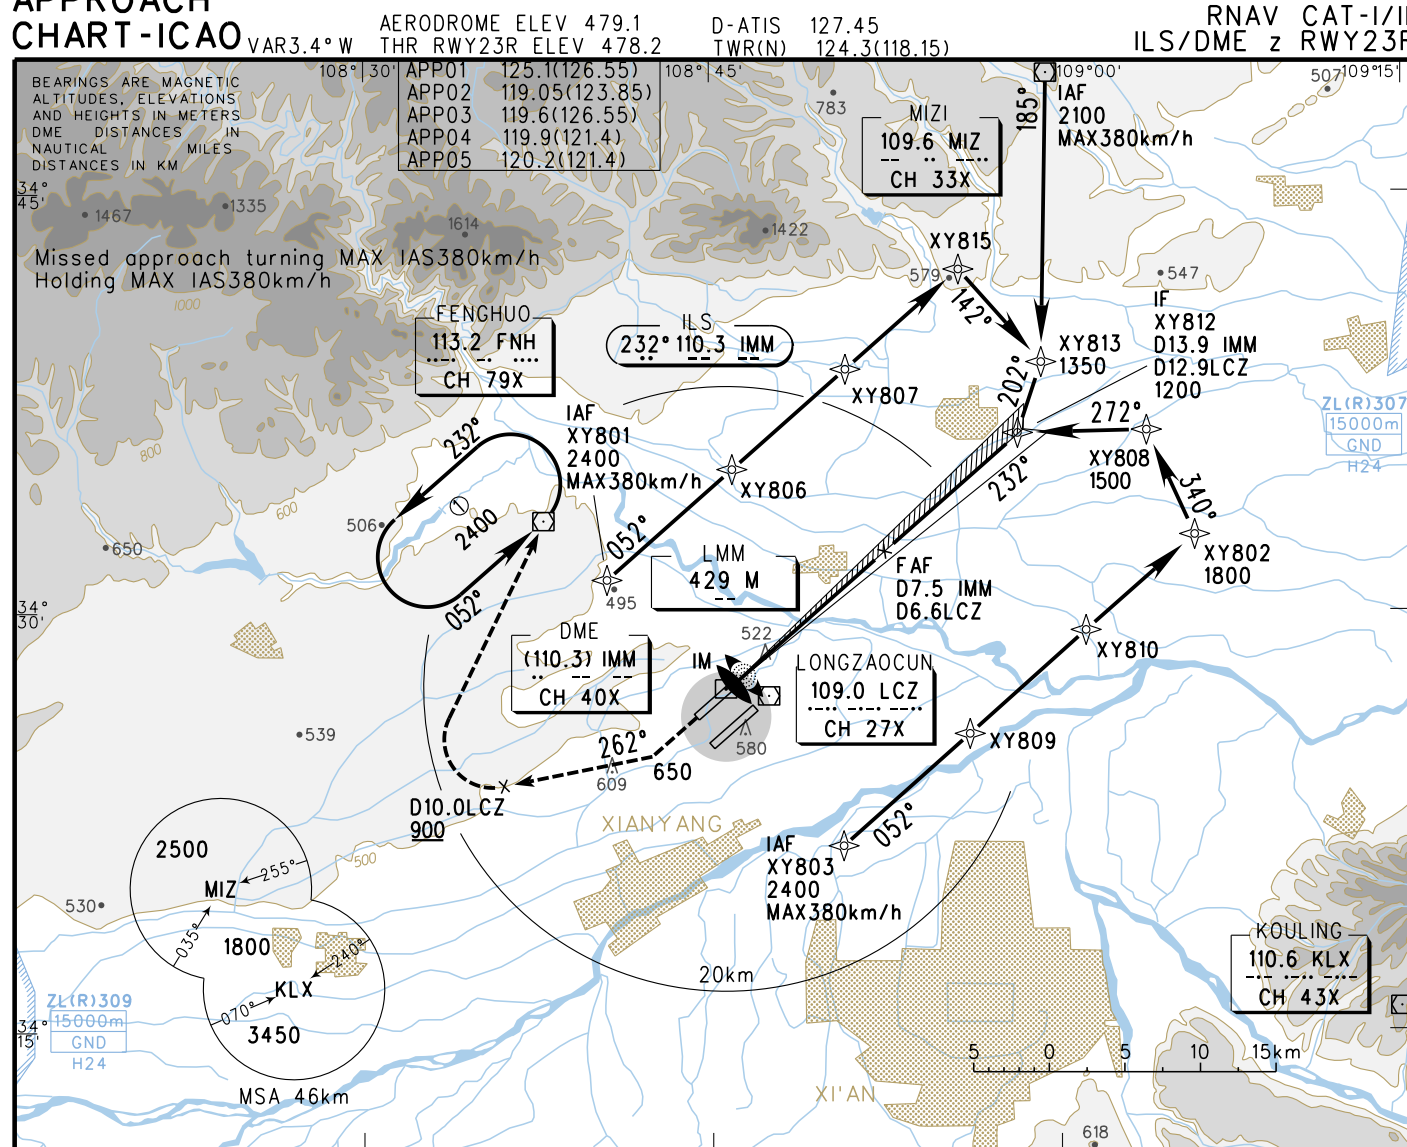 APPROACH
CHART-ICAO
VAR3.4° W
AERODROME ELEV 479.1
THR RWY23R ELEV 478.2
D-ATIS 127.45
TWR(N) 124.3(118.15)
RNAV CAT-I/II
ILS/DME z RWY23R
BEARINGS ARE MAGNETIC
ALTITUDES, ELEVATIONS
AND HEIGHTS IN METERS
DME DISTANCES IN
NAUTICAL MILES
DISTANCES IN KM
108° 30'
APP01 125.1(126.55)
APP02 119.05(123.85)
APP03 119.6(126.55)
APP04 119.9(121.4)
APP05 120.2(121.4)
108° 45'
109°00'
109°15'
507
783
185°
IAF
2100
MAX380km/h
MIZI
109.6 MIZ
CH 33X
34°
45'
1467
1335
1614
1422
Missed approach turning MAX IAS380km/h
Holding MAX IAS380km/h
1000
XY815
579
142°
547
FENGHUO
113.2 FNH
CH 79X
ILS
232° 110.3 IMM
XY813
1350
IF
XY812
D13.9 IMM
D12.9LCZ
1200
202°
XY807
272°
XY808
1500
ZL(R)307
15000m
GND
H24
IAF
XY801
2400
MAX380km/h
232°
XY806
232°
340°
800
600
506
1
2400
052°
052°
650
495
XY802
1800
LMM
429 M
FAF
D7.5 IMM
D6.6LCZ
34°
30'
522
XY810
DME
(110.3) IMM
CH 40X
IM
LONGZAOCUN
109.0 LCZ
CH 27X
539
262°
650
609
580
XY809
D10.0LCZ
900
XIANYANG
052°
IAF
XY803
2400
MAX380km/h
500
2500
MIZ
255°
035°
530
1800
240°
KLX
070°
3450
MSA 46km
20km
KOULING
110.6 KLX
CH 43X
ZL(R)309
15000m
GND
H24
34°
15'
5 0 5 10 15km
XI'AN
618